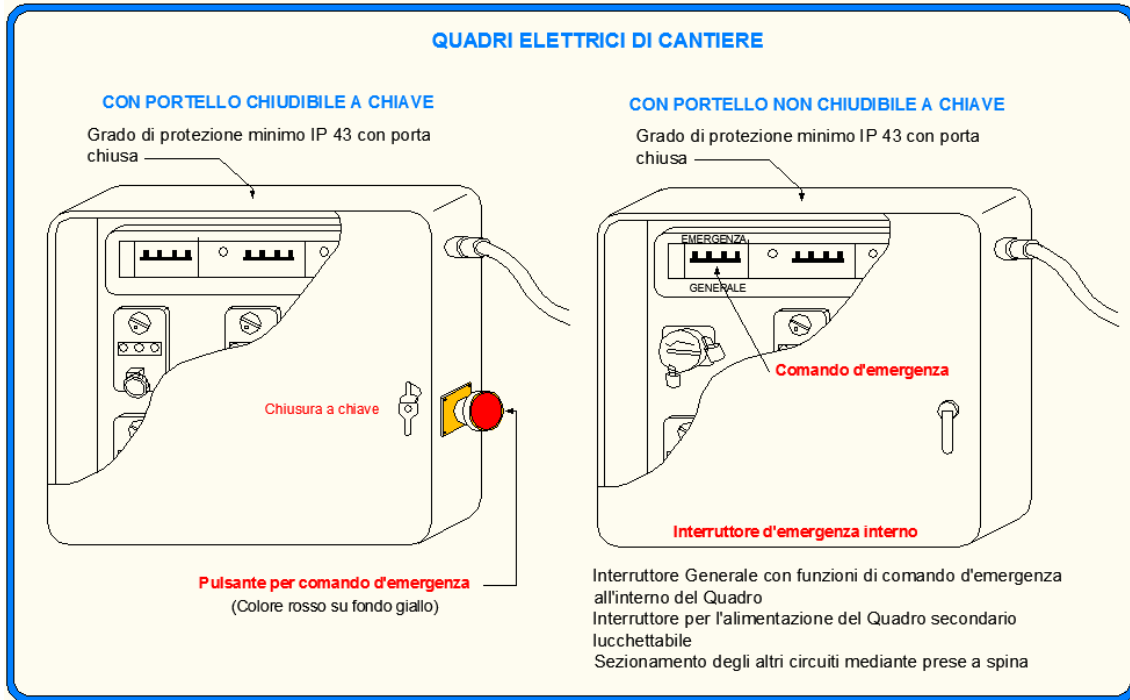 QUADRI ELETTRICI DI CANTIERE
CON PORTELLO CHIUDIBILE A CHIAVE
Grado di protezione minimo IP 43 con porta
chiusa
Chiusura a chiave
Pulsante per comando d'emergenza
(Colore rosso su fondo giallo)
CON PORTELLO NON CHIUDIBILE A CHIAVE
Grado di protezione minimo IP 43 con porta
chiusa
EMERGENZA
GENERALE
Comando d'emergenza
Interruttore d'emergenza interno
Interruttore Generale con funzioni di comando d'emergenza
all'interno del Quadro
Interruttore per l'alimentazione del Quadro secondario
lucchettabile
Sezionamento degli altri circuiti mediante prese a spina